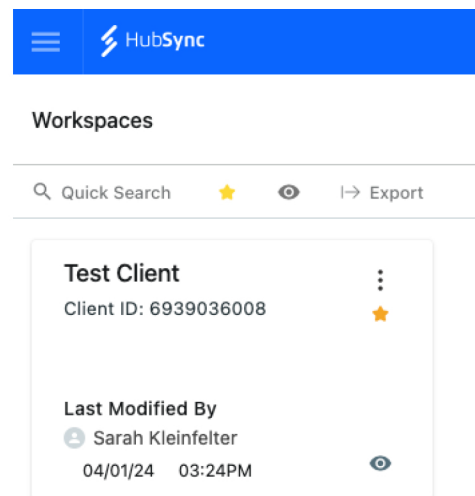 HubSync
Workspaces
Quick Search Export
Test Client
Client ID: 6939036008
Last Modified By
Sarah Kleinfelter
04/01/24 03:24PM